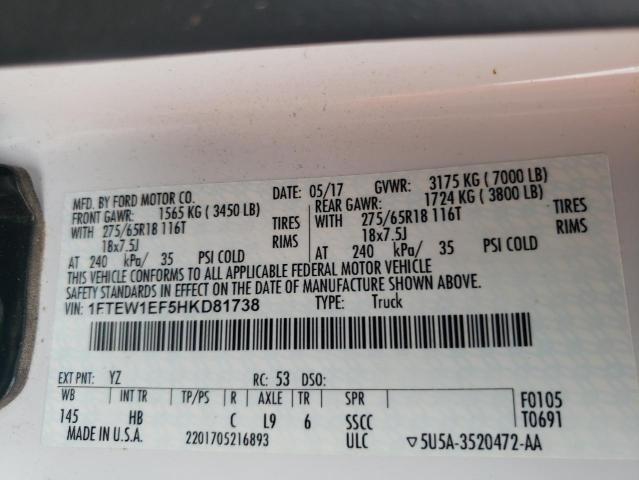 MFD. BY FORD MOTOR CO.
DATE: 05/17 GVWR: 3175 KG ( 7000 LB)
FRONT GAWR: 1565 KG ( 3450 LB) REAR GAWR: 1724 KG ( 3800 LB)
WITH 275/65R18 116T TIRES WITH 275/65R18 116T TIRES
18x7.5J RIMS 18x7.5J RIMS
AT 240 kPa/ 35 PSI COLD AT 240 kPa/ 35 PSI COLD
THIS VEHICLE CONFORMS TO ALL APPLICABLE FEDERAL MOTOR VEHICLE
SAFETY STANDARDS IN EFFECT ON THE DATE OF MANUFACTURE SHOWN ABOVE.
VIN: 1FTEW1EF5HKD81738 TYPE: Truck
EXT PNT: YZ RC: 53 DSO:
WB INT TR TP/PS R AXLE TR SPR F0105
145 HB C L9 6 SSCC T0691
MADE IN U.S.A. 2201705216893 ULC ▽5U5A-3520472-AA